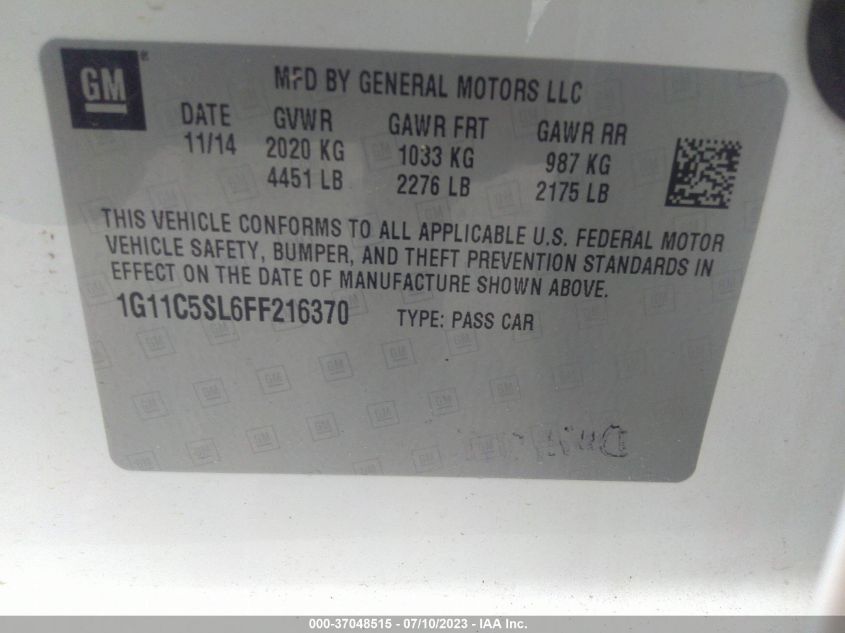 GM®
MFD BY GENERAL MOTORS LLC
DATE GVWR GAWR FRT GAWR RR
11/14 2020 KG 1033 KG 987 KG
4451 LB 2276 LB 2175 LB
THIS VEHICLE CONFORMS TO ALL APPLICABLE U.S. FEDERAL MOTOR
VEHICLE SAFETY, BUMPER, AND THEFT PREVENTION STANDARDS IN
EFFECT ON THE DATE OF MANUFACTURE SHOWN ABOVE.
1G11C5SL6FF216370 TYPE: PASS CAR
000-37048515 - 07/10/2023 - IAA Inc.